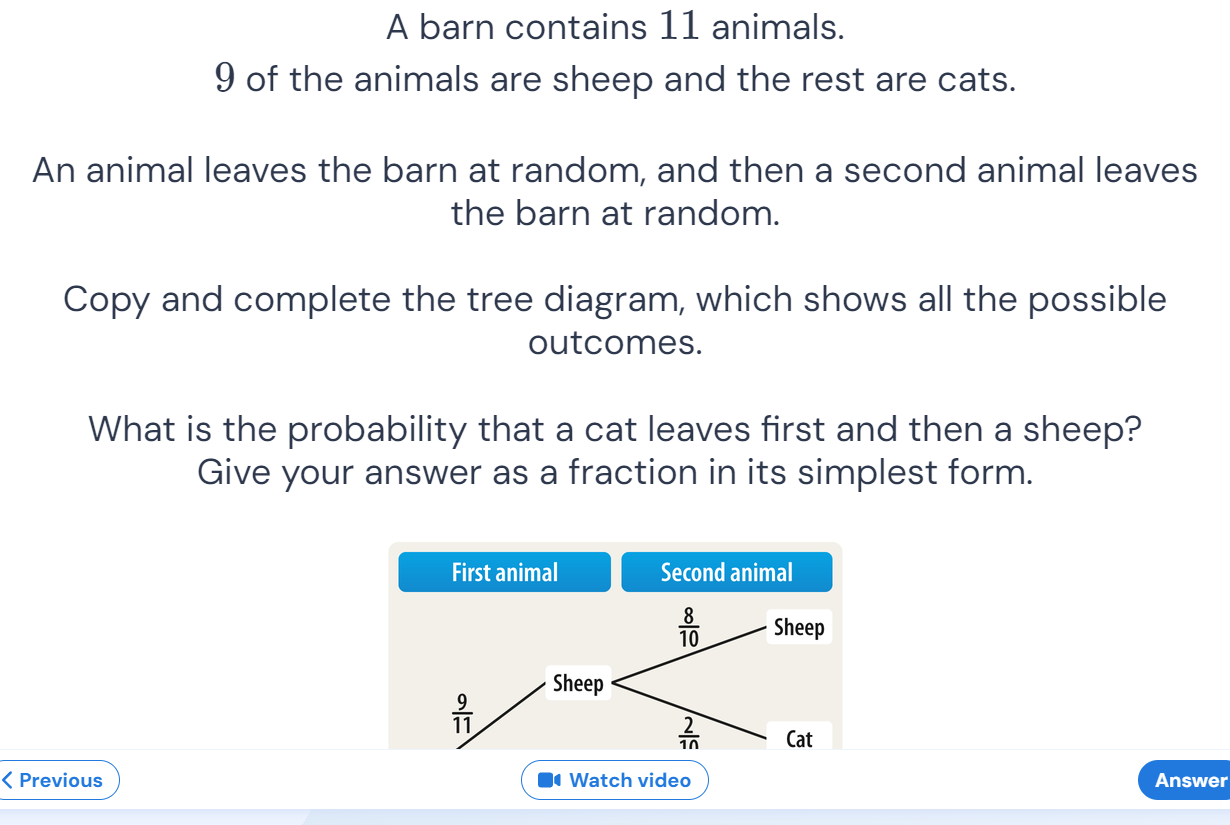 A barn contains 11 animals.
9 of the animals are sheep and the rest are cats.
An animal leaves the barn at random, and then a second animal leaves
the barn at random.
Copy and complete the tree diagram, which shows all the possible
outcomes.
What is the probability that a cat leaves first and then a sheep?
Give your answer as a fraction in its simplest form.
First animal
Second animal
8
10
Sheep
Sheep
9
11
2
10
Cat
Previous
Watch video
Answer